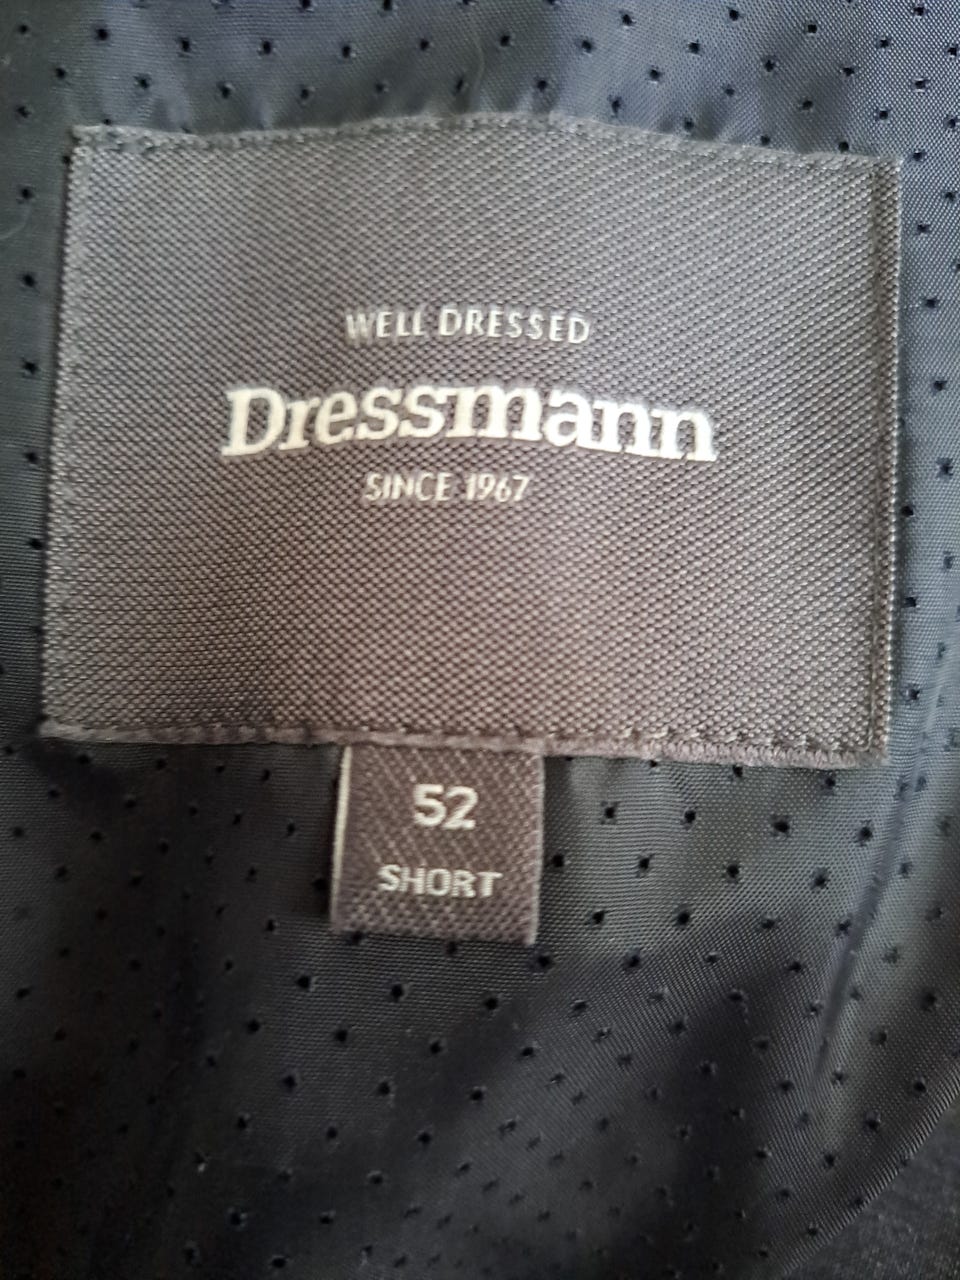 WELL DRESSED
Dressmann
SINCE 1967
52
SHORT